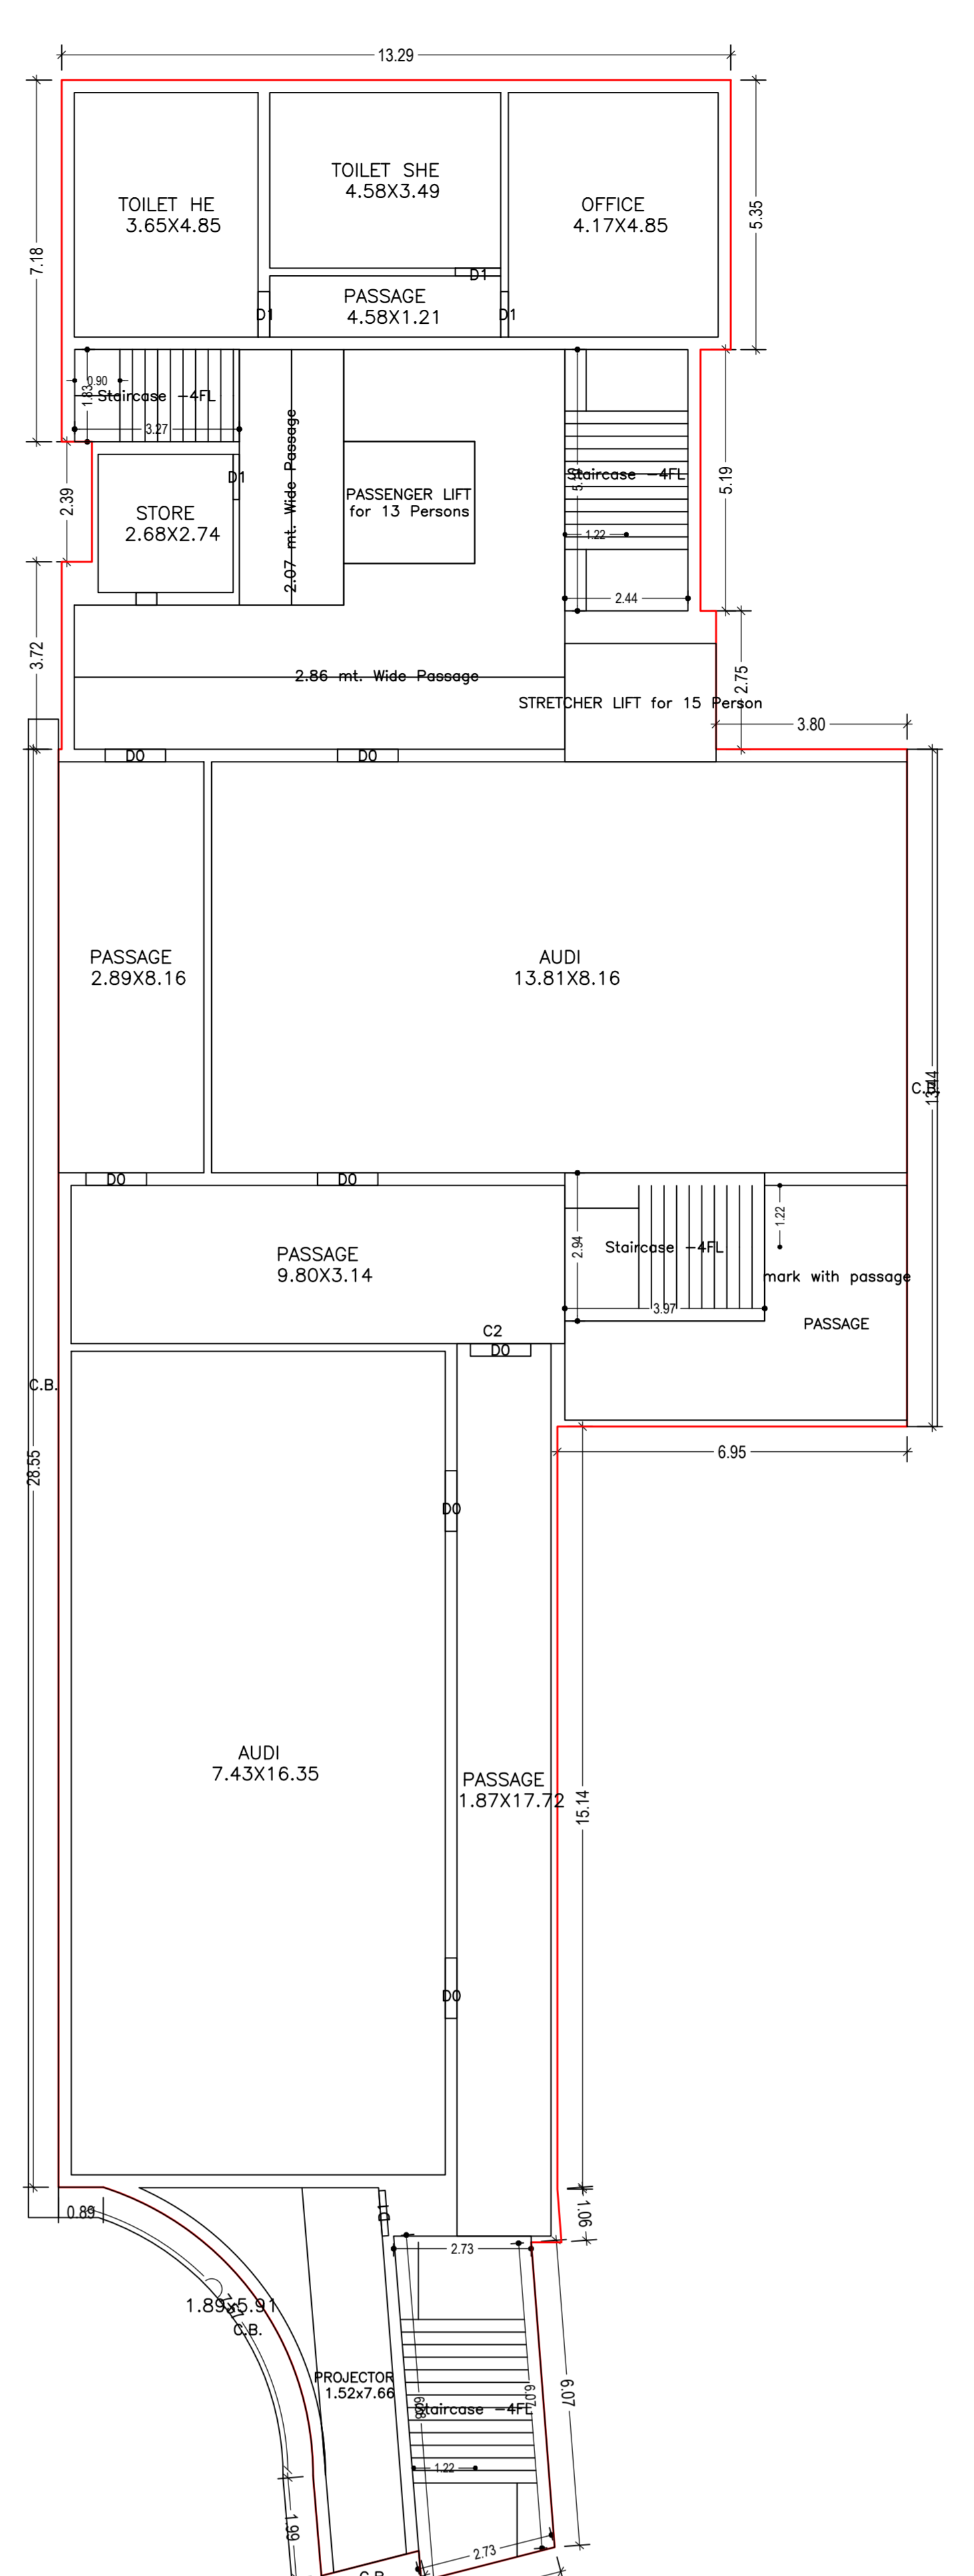 13.29
TOILET HE
3.65X4.85
TOILET SHE
4.58X3.49
OFFICE
4.17X4.85
5.35
7.18
D1
PASSAGE
4.58X1.21
D1
D1
0.90
1.83
Staircase -4FL
3.27
2.07 mt. Wide Passage
D1
STORE
2.68X2.74
2.39
PASSENGER LIFT
for 13 Persons
Staircase -4FL
1.22
2.44
5.19
3.72
2.86 mt. Wide Passage
STRETCHER LIFT for 15 Person
2.75
3.80
DO
DO
PASSAGE
2.89X8.16
AUDI
13.81X8.16
C.B.
13.44
DO
DO
PASSAGE
9.80X3.14
2.94
Staircase -4FL
3.97
1.22
mark with passage
PASSAGE
C2
DO
C.B.
28.55
6.95
DO
AUDI
7.43X16.35
PASSAGE
1.87X17.72
15.14
DO
0.89
D1
1.06
2.73
1.89x5.91
C.B.
PROJECTOR
1.52x7.66
Staircase -4FL
6.07
6.07
1.22
1.99
2.73
C.B.